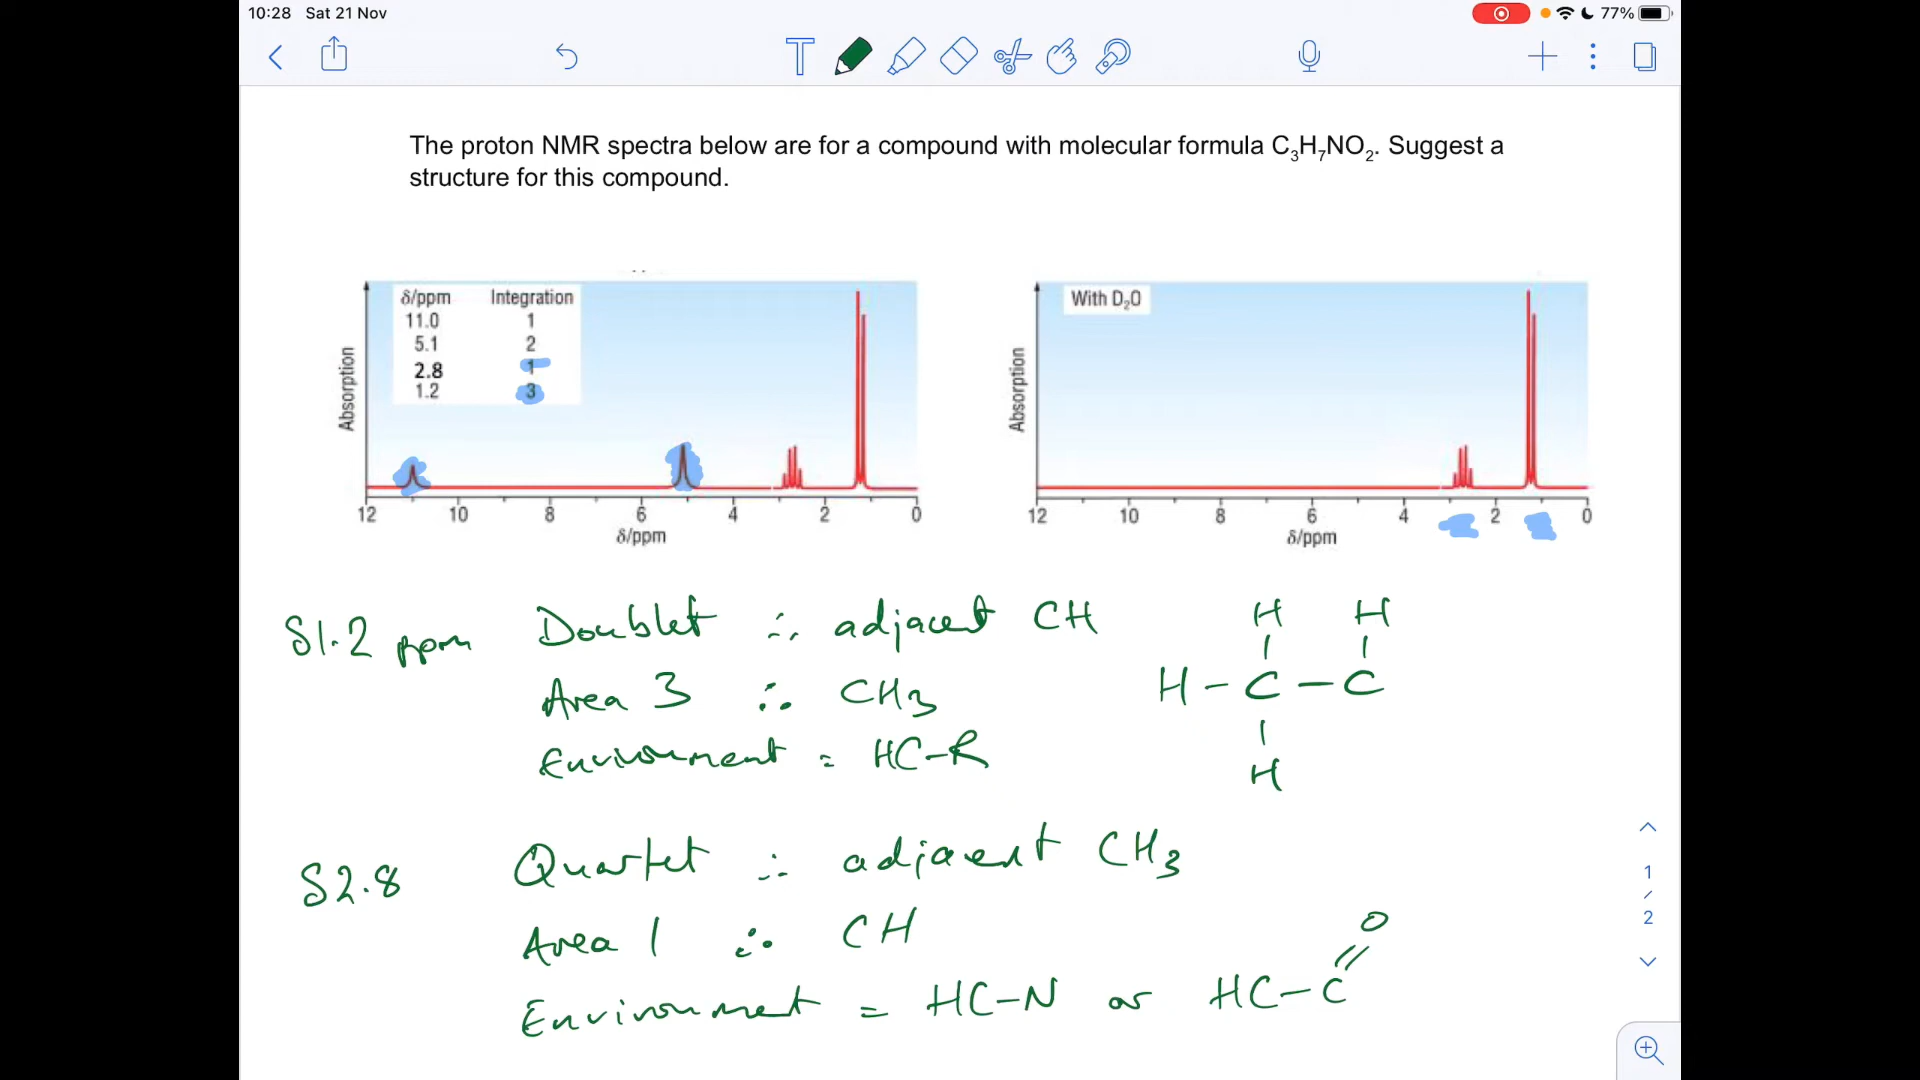 10:28 Sat 21 Nov
77%
The proton NMR spectra below are for a compound with molecular formula C₃H₇NO₂. Suggest a
structure for this compound.
δ/ppm Integration
11.0 1
5.1 2
2.8 1
1.2 3
Absorption
12 10 8 6 4 2 0
δ/ppm
With D₂O
Absorption
12 10 8 6 4 2 0
δ/ppm
δ1.2 ppm Doublet ∴ adjacent CH
Area 3 ∴ CH3
Environment = HC-R
H H
H - C - C
H
δ2.8 Quartet ∴ adjacent CH3
Area 1 ∴ CH
Environment = HC-N or HC-C=O
1
/
2